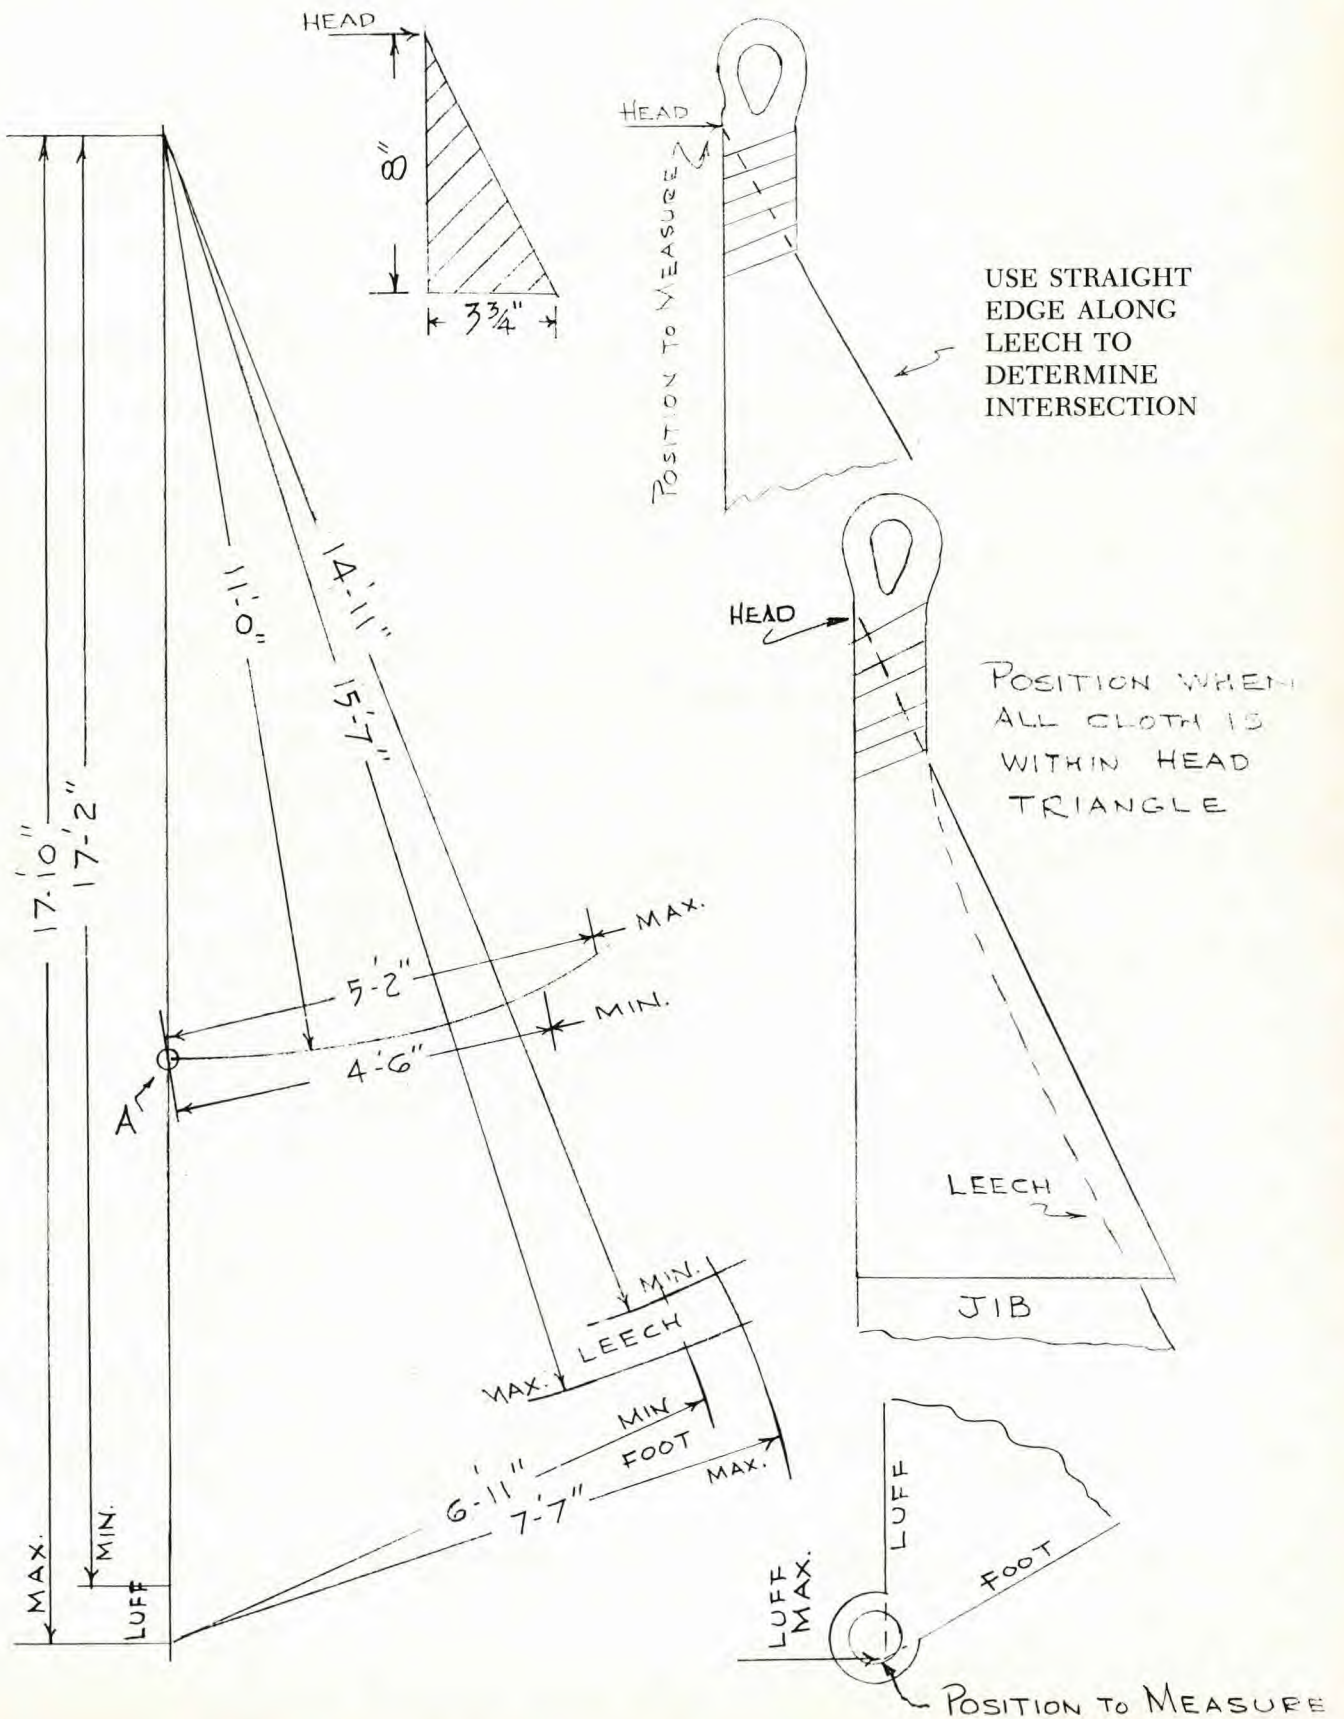 HEAD
8"
3 3/4"
HEAD
POSITION TO MEASURE
USE STRAIGHT
EDGE ALONG
LEECH TO
DETERMINE
INTERSECTION
17'-10"
17'-2"
11'-0"
14'-11"
15'-7"
HEAD
POSITION WHEN
ALL CLOTH IS
WITHIN HEAD
TRIANGLE
5'-2"
MAX.
4'-6"
MIN.
A
LEECH
JIB
MIN.
LEECH
MAX.
MIN
FOOT
MAX.
6'-11"
7'-7"
MAX.
MIN.
LUFF
LUFF
FOOT
LUFF
MAX.
POSITION TO MEASURE